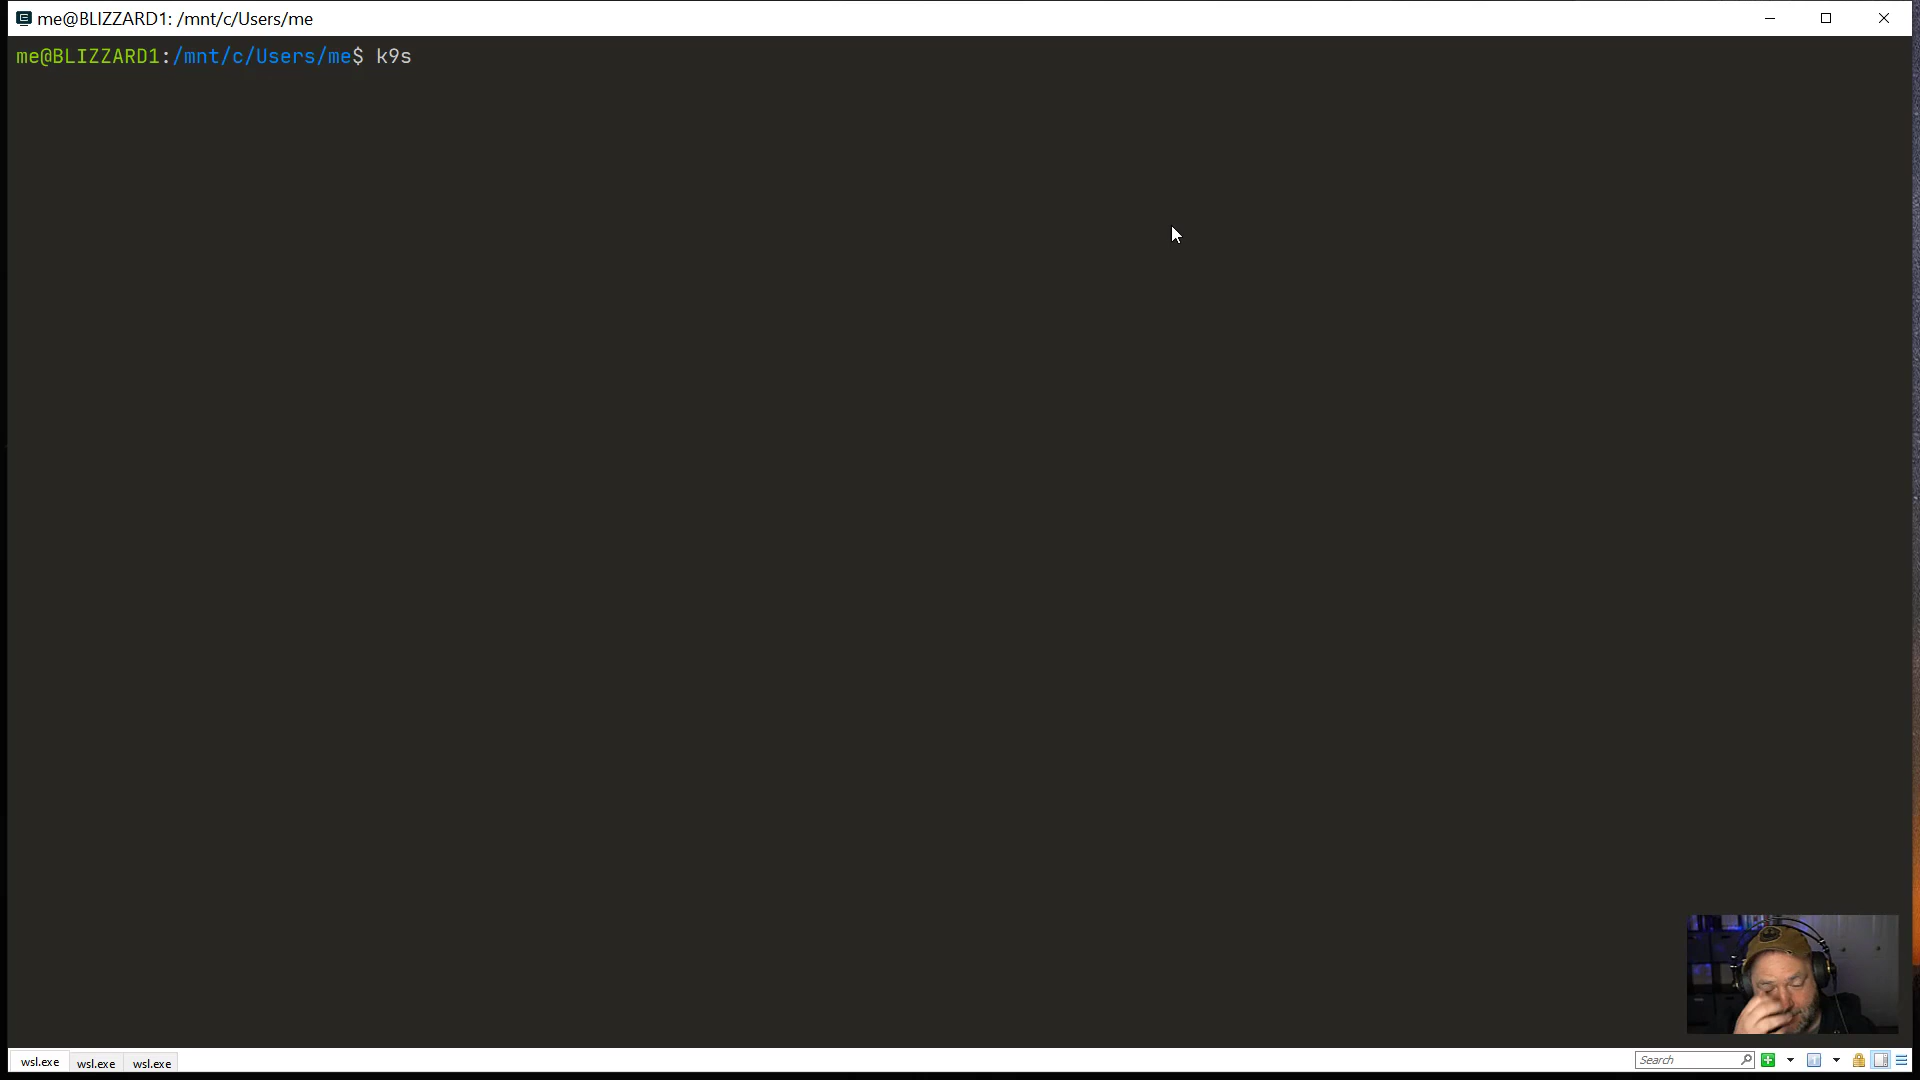 me@BLIZZARD1: /mnt/c/Users/me
me@BLIZZARD1:/mnt/c/Users/me$ k9s
wsl.exe
wsl.exe
wsl.exe
Search